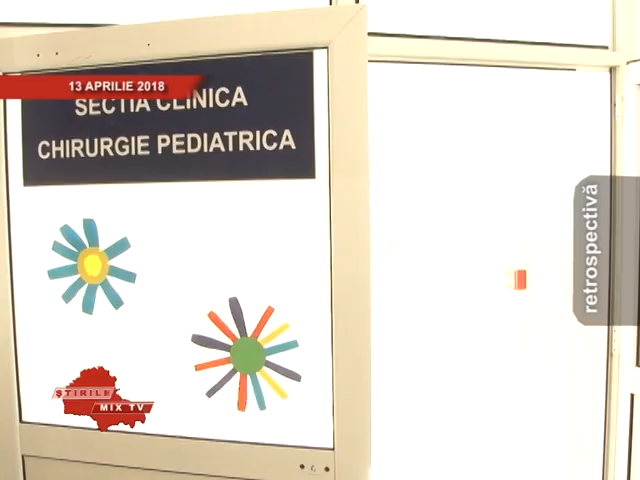 13 APRILIE 2018
SECTIA CLINICA
CHIRURGIE PEDIATRICA
retrospectivă
ȘTIRILE
MIX TV